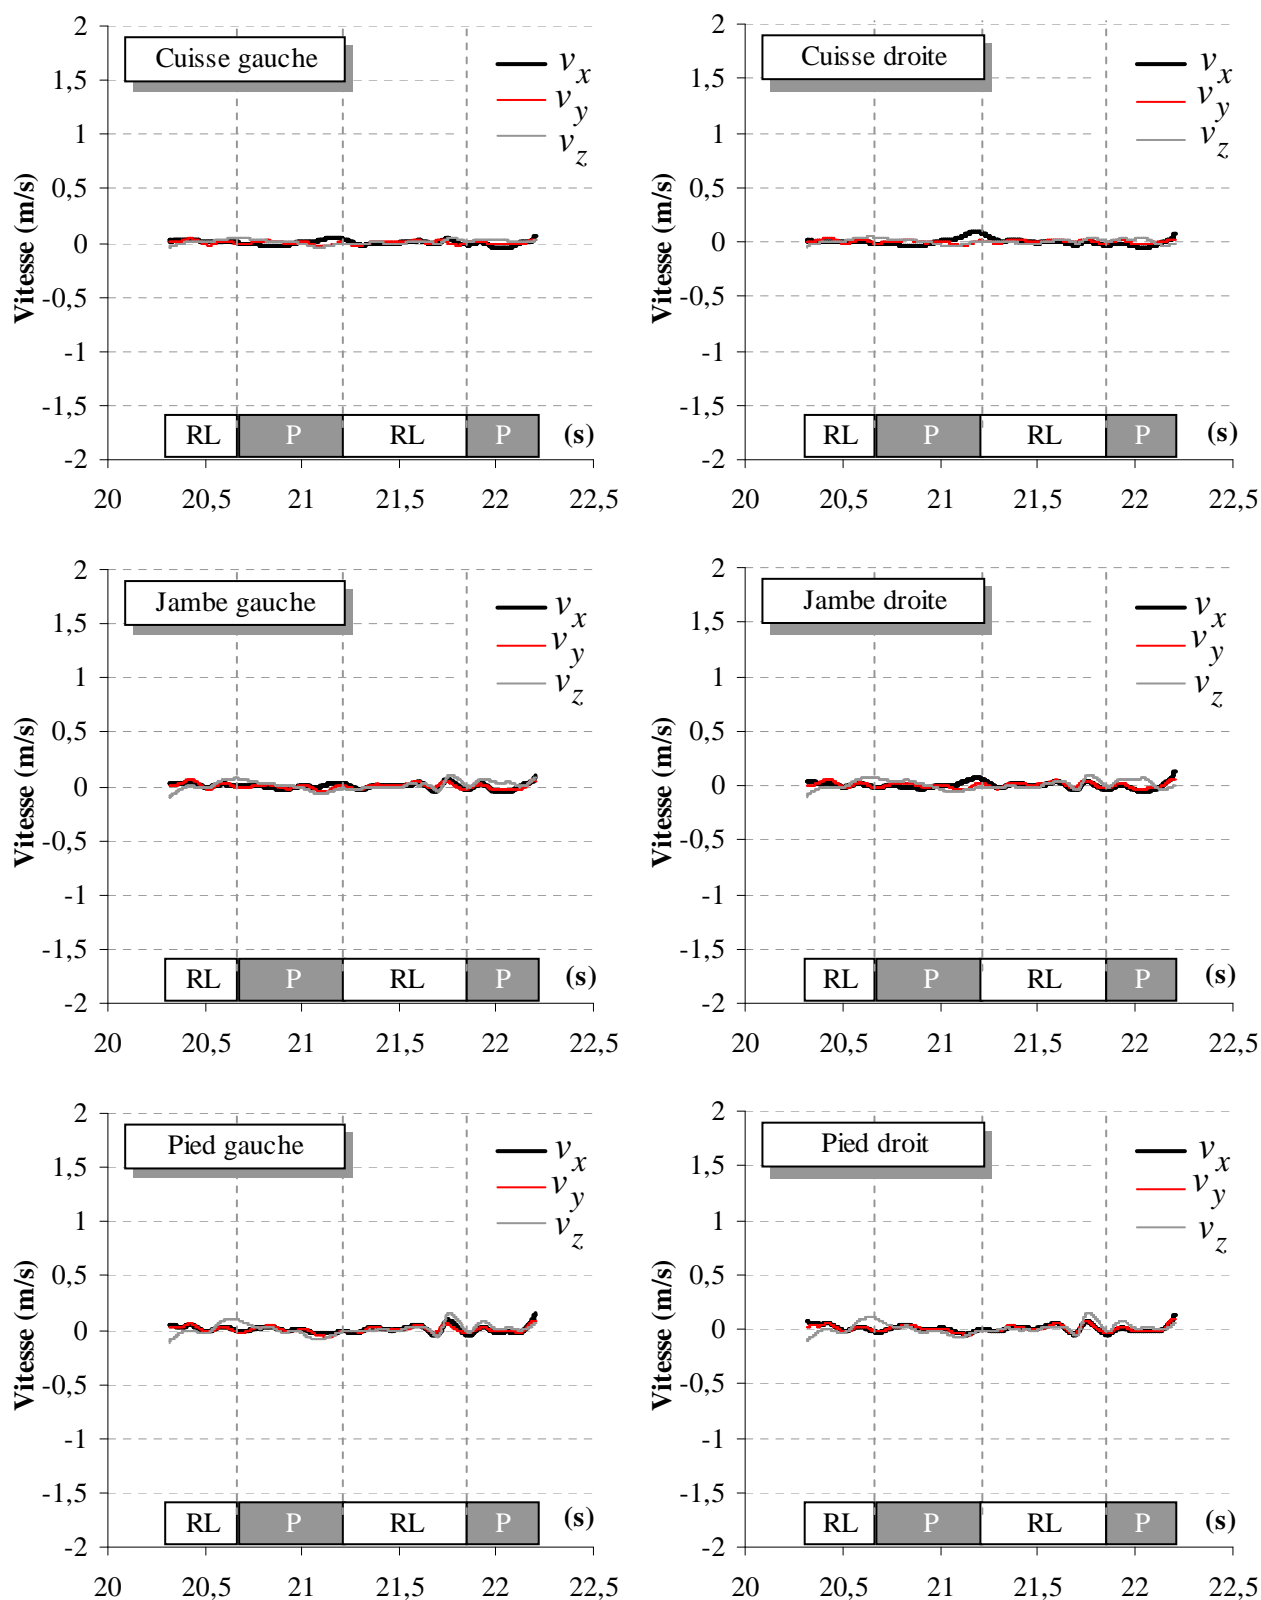 Cuisse gauche
v x
v y
v z
2
1,5
1
0,5
0
-0,5
-1
-1,5
-2
Vitesse (m/s)
RL P RL P (s)
20 20,5 21 21,5 22 22,5
Cuisse droite
v x
v y
v z
2
1,5
1
0,5
0
-0,5
-1
-1,5
-2
Vitesse (m/s)
RL P RL P (s)
20 20,5 21 21,5 22 22,5
Jambe gauche
v x
v y
v z
2
1,5
1
0,5
0
-0,5
-1
-1,5
-2
Vitesse (m/s)
RL P RL P (s)
20 20,5 21 21,5 22 22,5
Jambe droite
v x
v y
v z
2
1,5
1
0,5
0
-0,5
-1
-1,5
-2
Vitesse (m/s)
RL P RL P (s)
20 20,5 21 21,5 22 22,5
Pied gauche
v x
v y
v z
2
1,5
1
0,5
0
-0,5
-1
-1,5
-2
Vitesse (m/s)
RL P RL P (s)
20 20,5 21 21,5 22 22,5
Pied droit
v x
v y
v z
2
1,5
1
0,5
0
-0,5
-1
-1,5
-2
Vitesse (m/s)
RL P RL P (s)
20 20,5 21 21,5 22 22,5